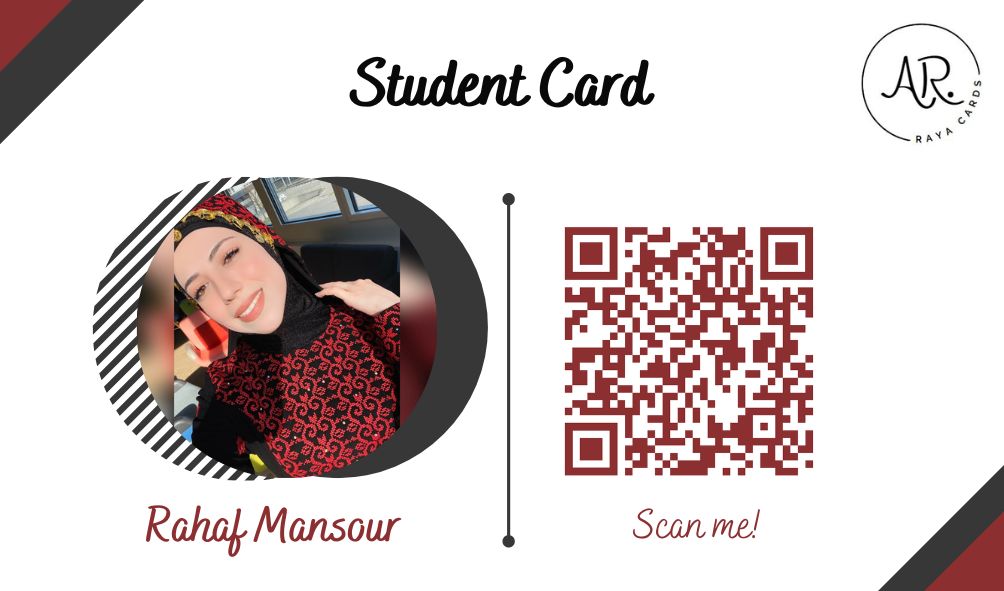 Student Card
AR.
RAYA CARDS
Rahaf Mansour
Scan me!